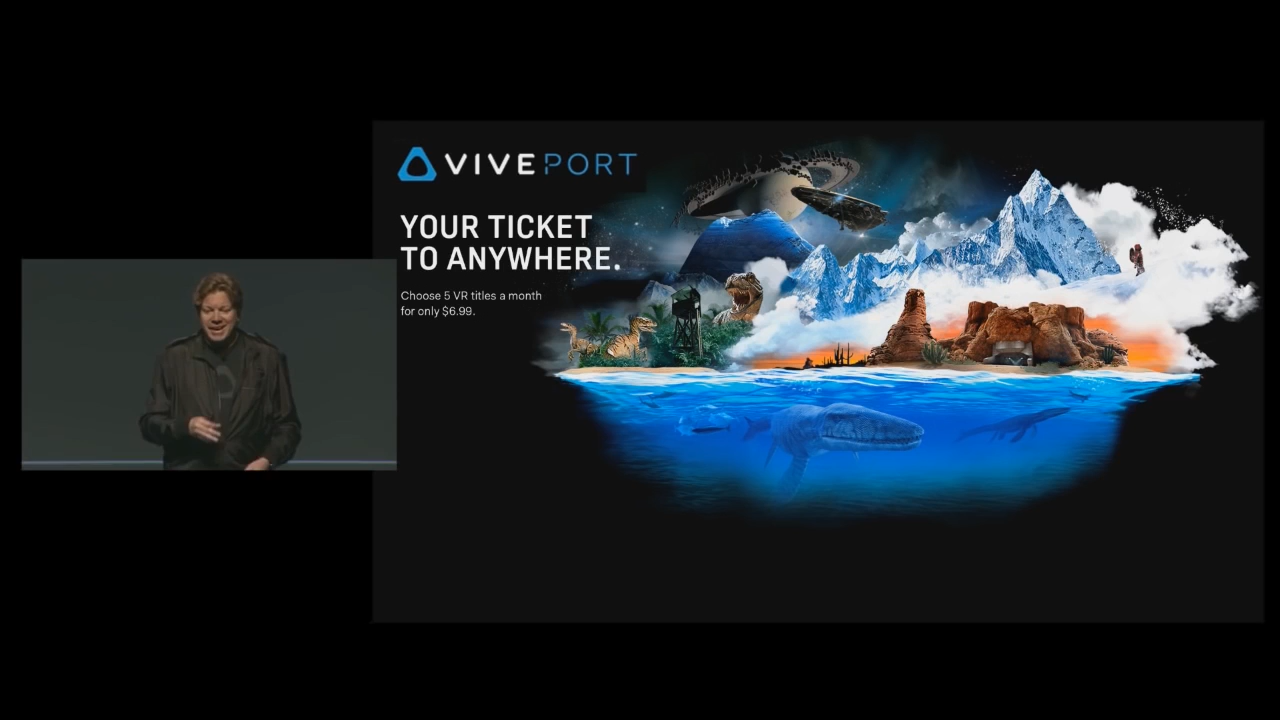 VIVEPORT
YOUR TICKET
TO ANYWHERE.
Choose 5 VR titles a month
for only $6.99.